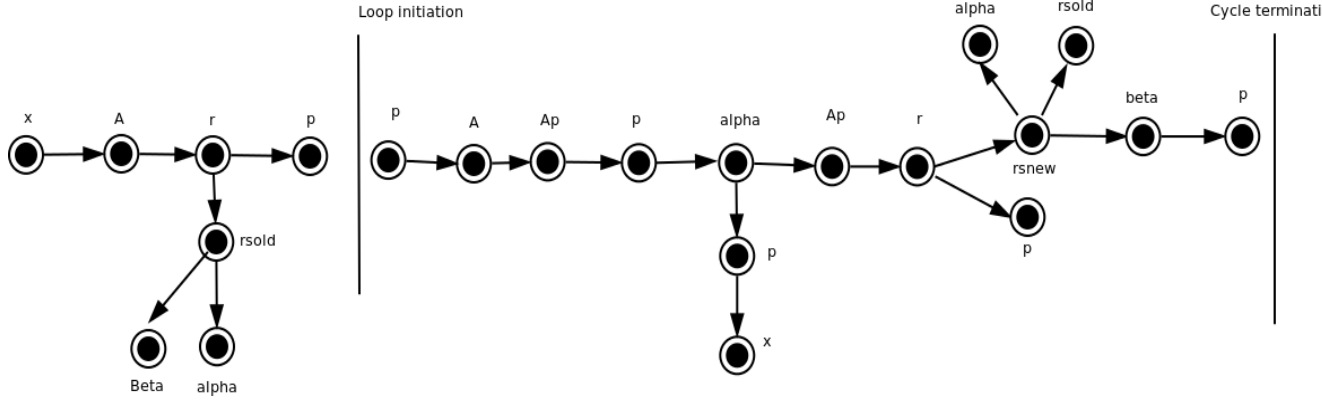 Loop initiation
alpha
rsold
Cycle terminati
x
A
r
p
p
A
Ap
p
alpha
Ap
r
beta
p
rsnew
rsold
p
p
x
Beta
alpha